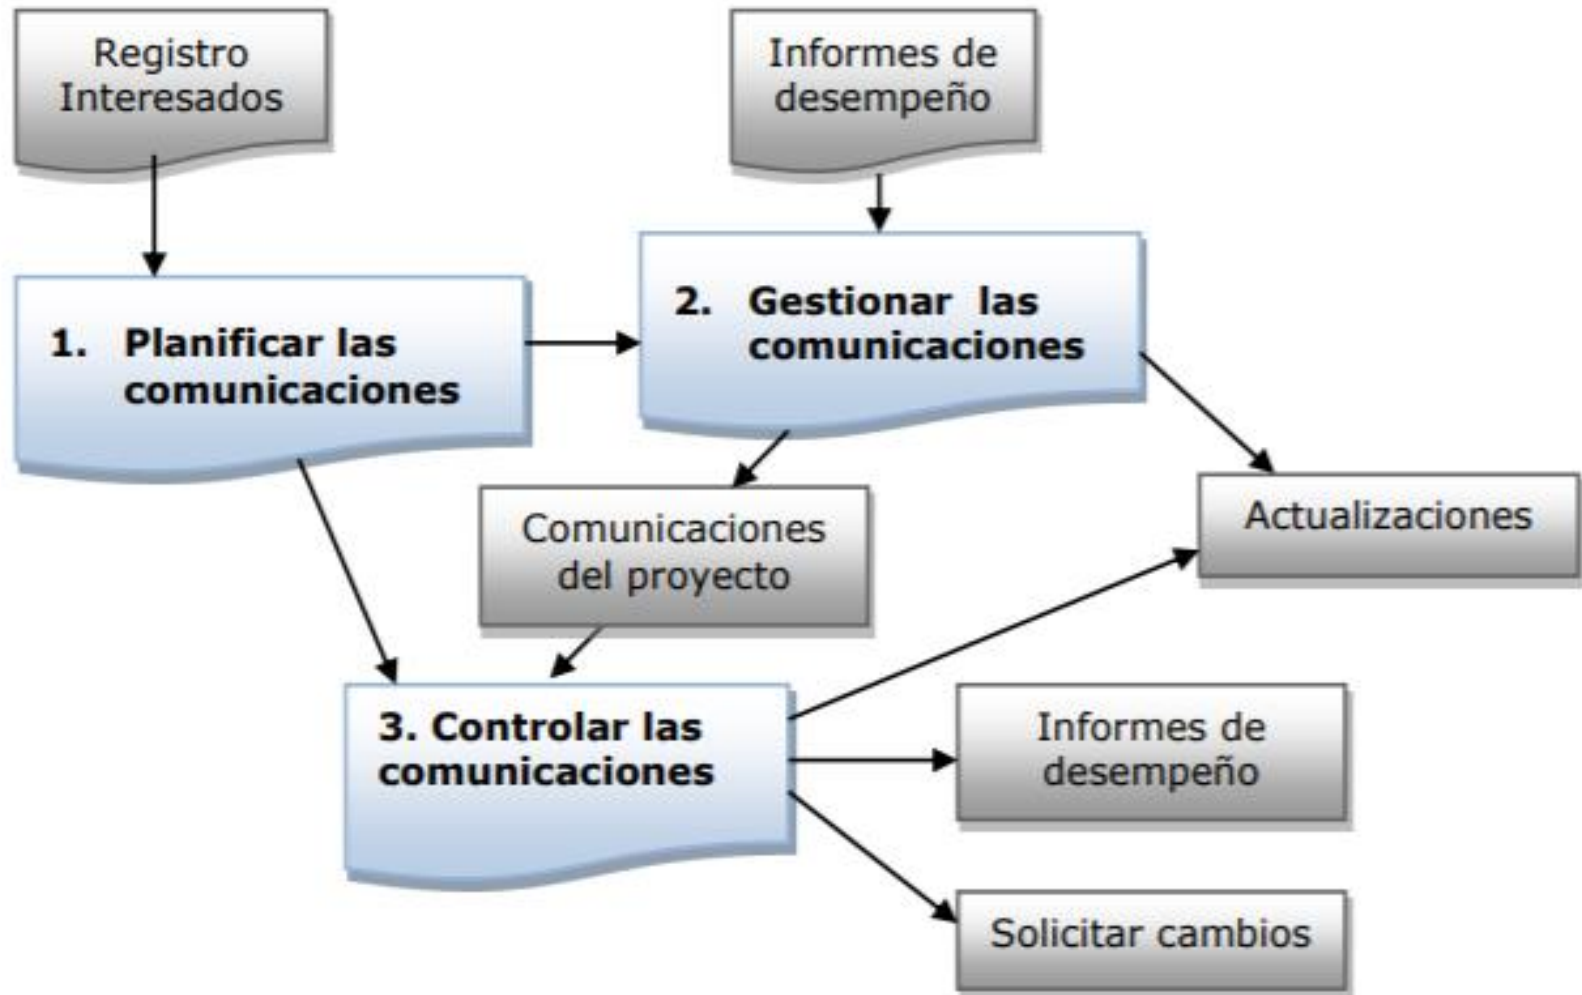 Registro
Interesados
Informes de
desempeño
1. Planificar las
comunicaciones
2. Gestionar las
comunicaciones
Comunicaciones
del proyecto
Actualizaciones
3. Controlar las
comunicaciones
Informes de
desempeño
Solicitar cambios